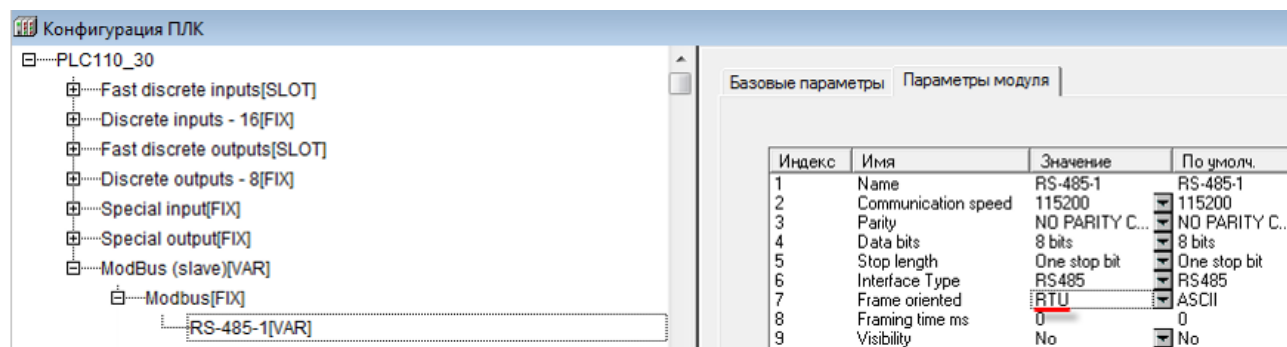 Конфигурация ПЛК
PLC110_30
Fast discrete inputs[SLOT]
Discrete inputs - 16[FIX]
Fast discrete outputs[SLOT]
Discrete outputs - 8[FIX]
Special input[FIX]
Special output[FIX]
ModBus (slave)[VAR]
Modbus[FIX]
RS-485-1[VAR]
Базовые параметры Параметры модуля
Индекс Имя Значение По умолч.
1 Name RS-485-1 RS-485-1
2 Communication speed 115200 115200
3 Parity NO PARITY C... NO PARITY C...
4 Data bits 8 bits 8 bits
5 Stop length One stop bit One stop bit
6 Interface Type RS485 RS485
7 Frame oriented RTU ASCII
8 Framing time ms 0 0
9 Visibility No No